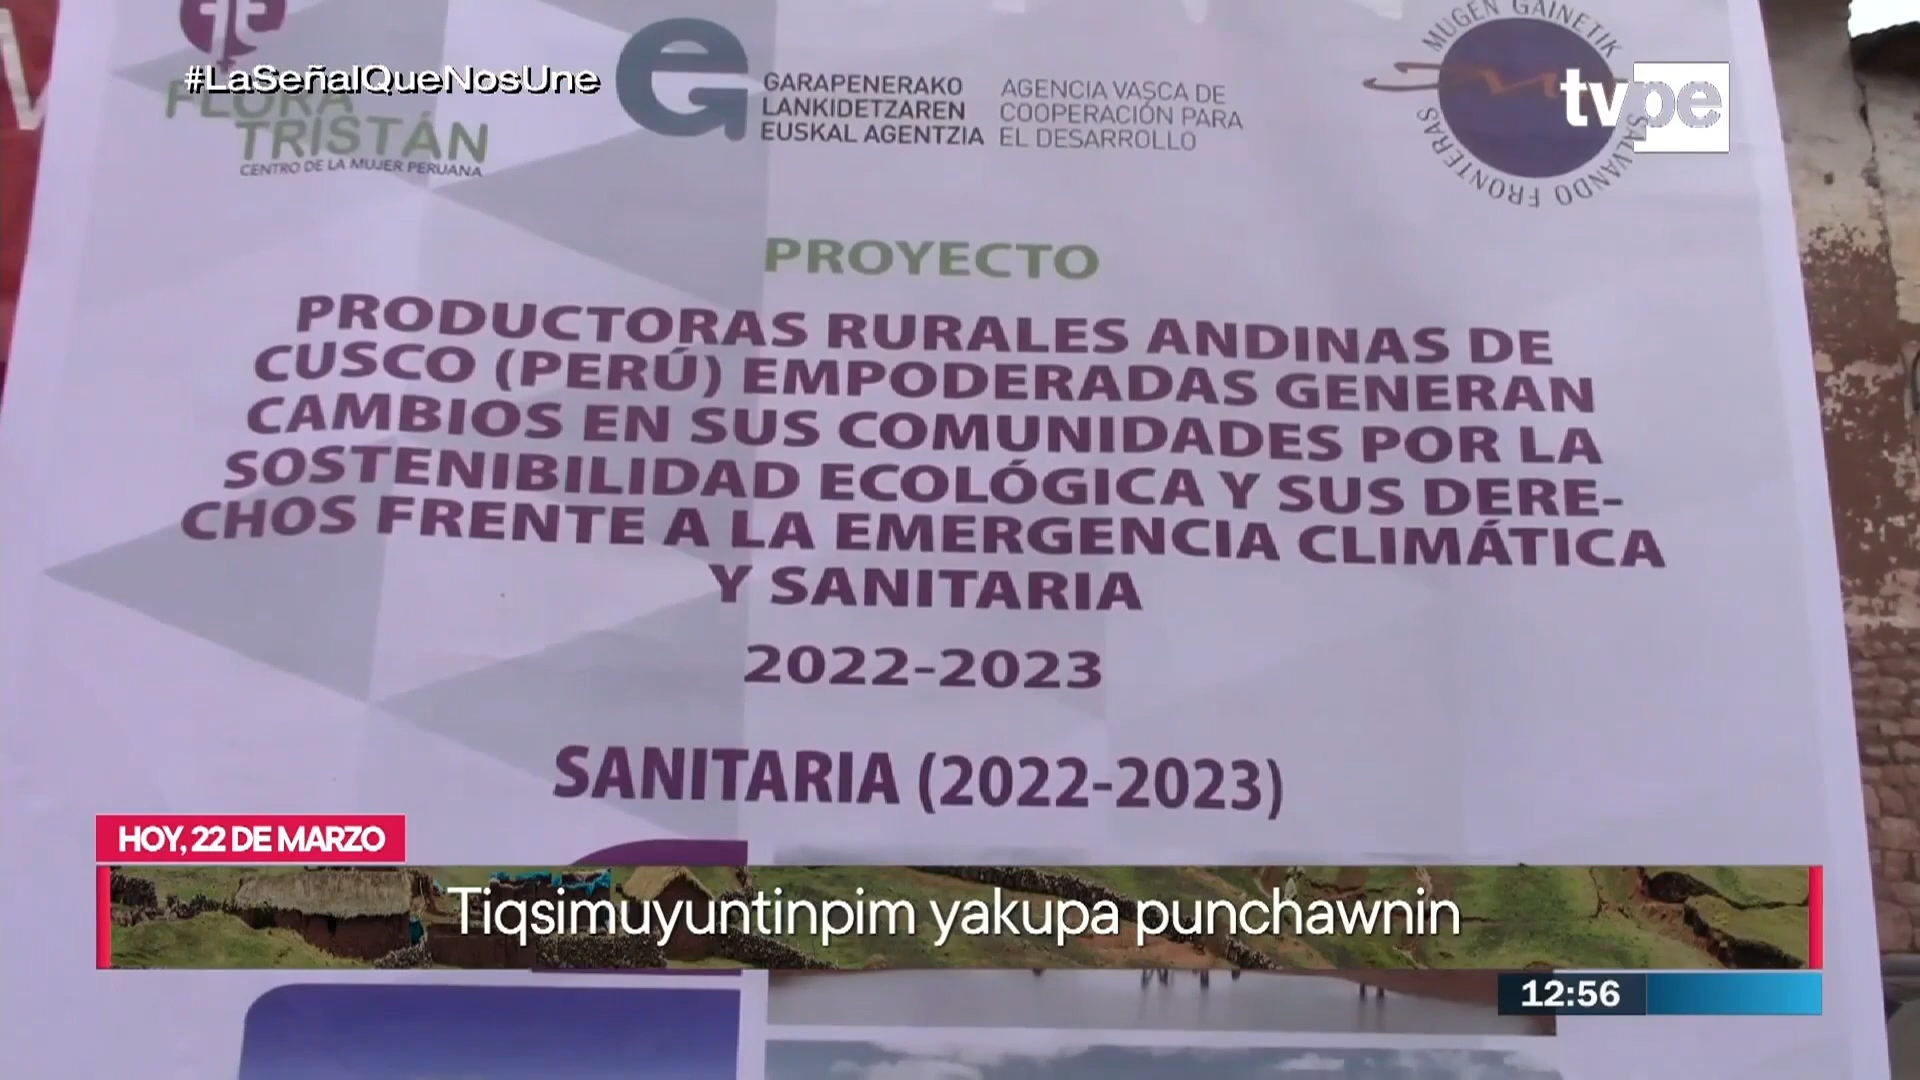 #LaSeñalQueNosUne
FLORA
TRISTÁN
CENTRO DE LA MUJER PERUANA
GARAPENERAKO
LANKIDETZAREN
EUSKAL AGENTZIA
AGENCIA VASCA DE
COOPERACIÓN PARA
EL DESARROLLO
MUGEN GAINETIK
SALVANDO FRONTERAS
tvpe
PROYECTO
PRODUCTORAS RURALES ANDINAS DE
CUSCO (PERÚ) EMPODERADAS GENERAN
CAMBIOS EN SUS COMUNIDADES POR LA
SOSTENIBILIDAD ECOLÓGICA Y SUS DERE-
CHOS FRENTE A LA EMERGENCIA CLIMÁTICA
Y SANITARIA
2022-2023
SANITARIA (2022-2023)
HOY, 22 DE MARZO
Tiqsimuyuntinpim yakupa punchawnin
12:56